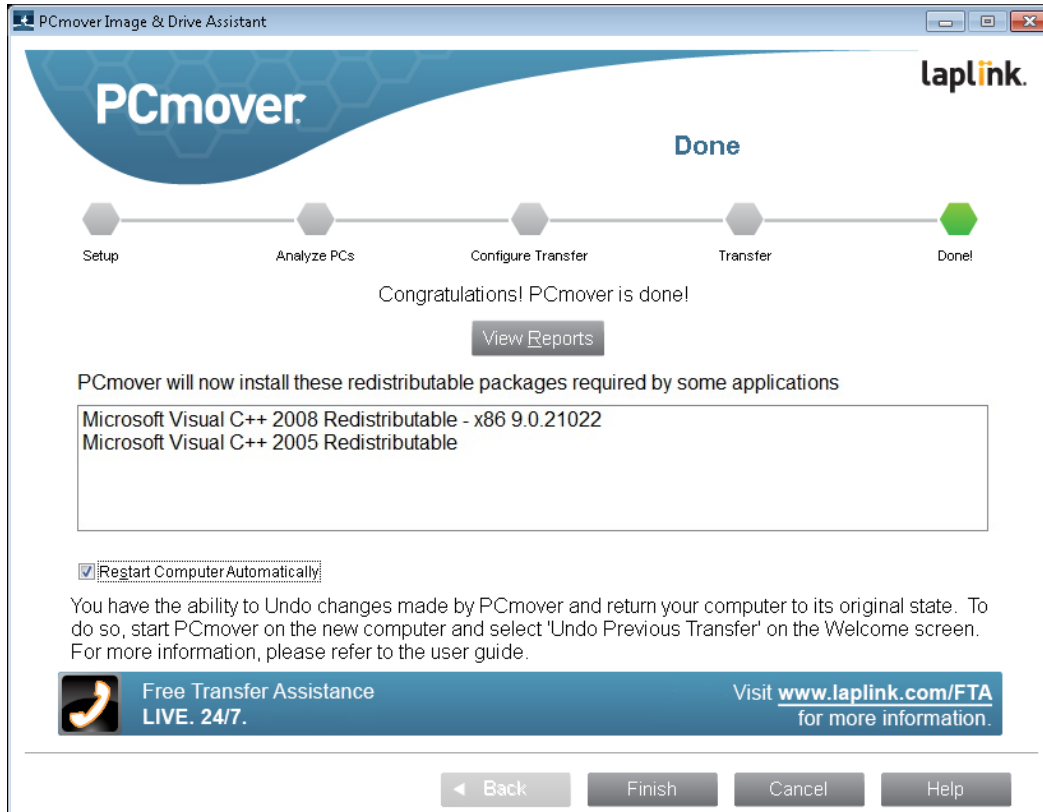 PCmover Image & Drive Assistant
laplink.
PCmover.
Done
Setup
Analyze PCs
Configure Transfer
Transfer
Done!
Congratulations! PCmover is done!
View Reports
PCmover will now install these redistributable packages required by some applications
Microsoft Visual C++ 2008 Redistributable - x86 9.0.21022
Microsoft Visual C++ 2005 Redistributable
Restart Computer Automatically
You have the ability to Undo changes made by PCmover and return your computer to its original state. To
do so, start PCmover on the new computer and select 'Undo Previous Transfer' on the Welcome screen.
For more information, please refer to the user guide.
Free Transfer Assistance
LIVE. 24/7.
Visit www.laplink.com/FTA
for more information.
Back
Finish
Cancel
Help